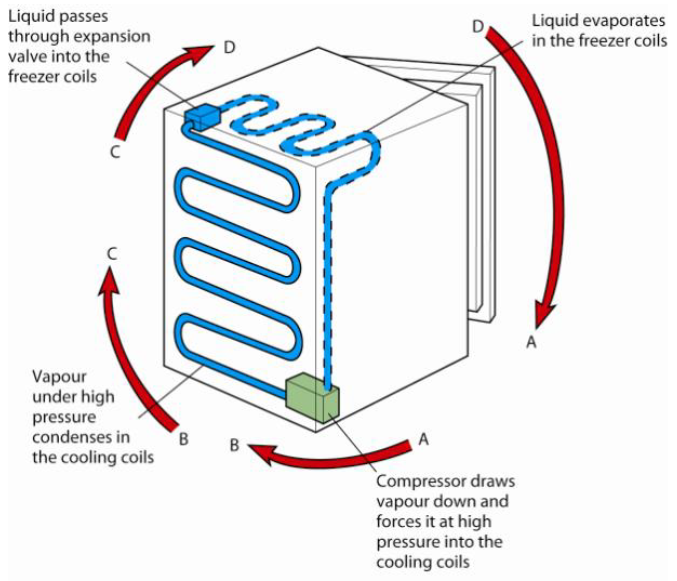 Liquid passes
through expansion
valve into the
freezer coils
D
C
D
Liquid evaporates
in the freezer coils
A
C
B
Vapour
under high
pressure
condenses in
the cooling coils
B
A
Compressor draws
vapour down and
forces it at high
pressure into the
cooling coils